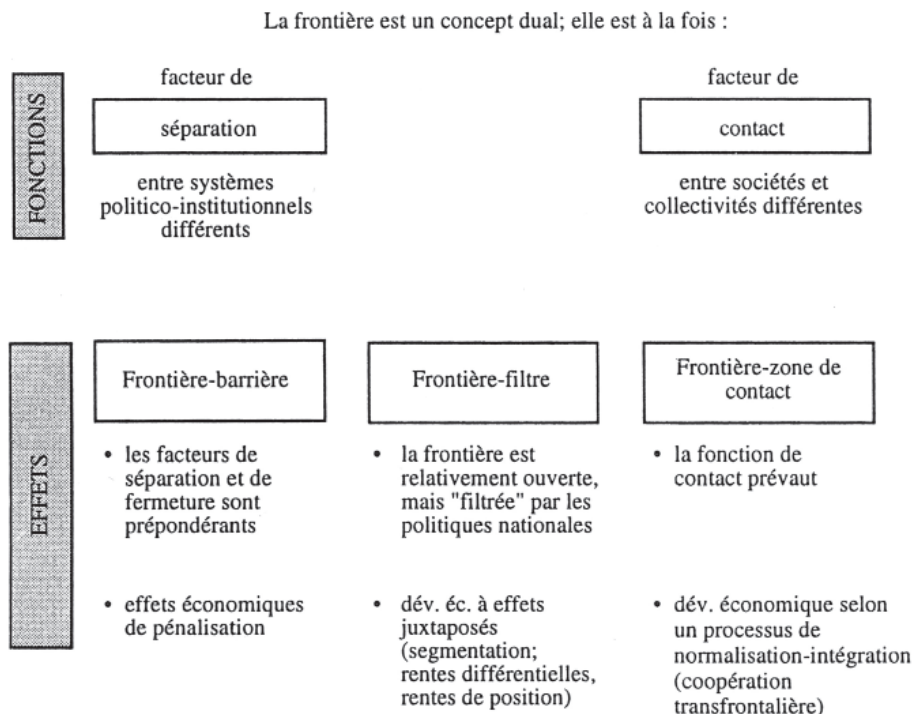 La frontière est un concept dual; elle est à la fois :
FONCTIONS
facteur de
séparation
entre systèmes
politico-institutionnels
différents
facteur de
contact
entre sociétés et
collectivités différentes
EFFETS
Frontière-barrière
• les facteurs de
séparation et de
fermeture sont
prépondérants
• effets économiques
de pénalisation
Frontière-filtre
• la frontière est
relativement ouverte,
mais "filtrée" par les
politiques nationales
• dév. éc. à effets
juxtaposés
(segmentation;
rentes différentielles,
rentes de position)
Frontière-zone de
contact
• la fonction de
contact prévaut
• dév. économique selon
un processus de
normalisation-intégration
(coopération
transfrontalière)